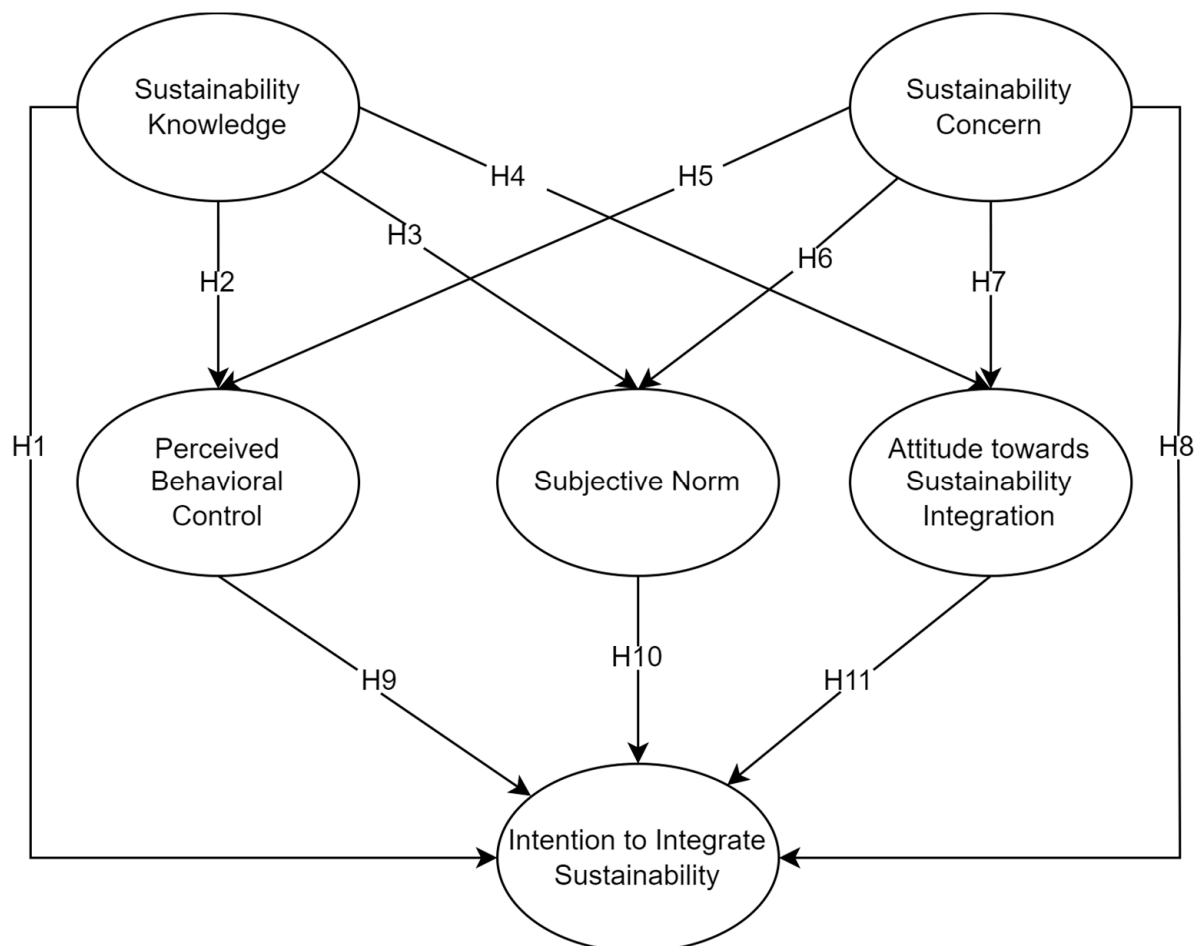 Sustainability
Knowledge
Sustainability
Concern
H4
H5
H3
H6
H2
H7
H1
H8
Perceived
Behavioral
Control
Subjective Norm
Attitude towards
Sustainability
Integration
H10
H9
H11
Intention to Integrate
Sustainability